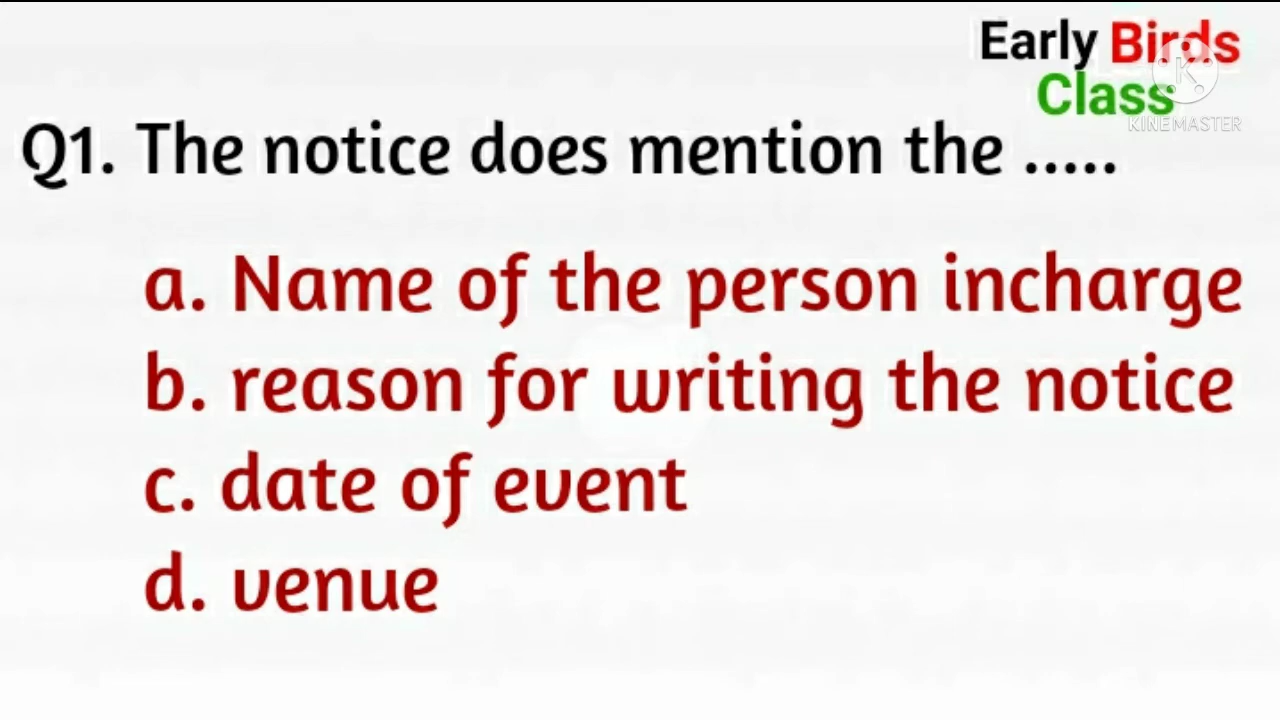 Early Birds
Class
KINEMASTER
Q1. The notice does mention the .....
a. Name of the person incharge
b. reason for writing the notice
c. date of event
d. venue